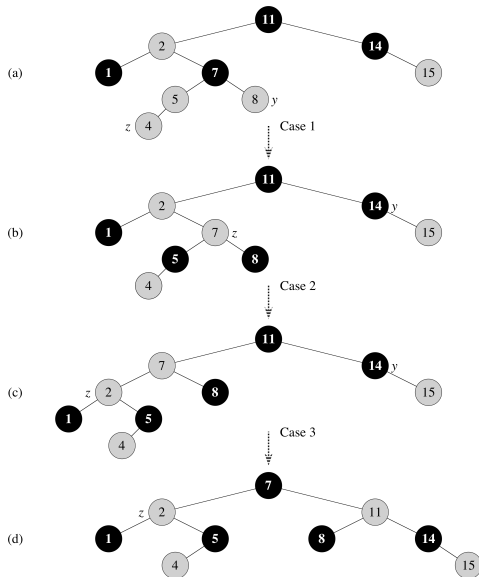 11
2 14
(a) 1 7 15
5 8 y
z 4
Case 1
11
2 14 y
(b) 1 7 z 15
5 8
4
Case 2
11
7 14 y
(c) z 2 8 15
1 5
4
Case 3
7
z 2 11
(d) 1 5 8 14
4 15